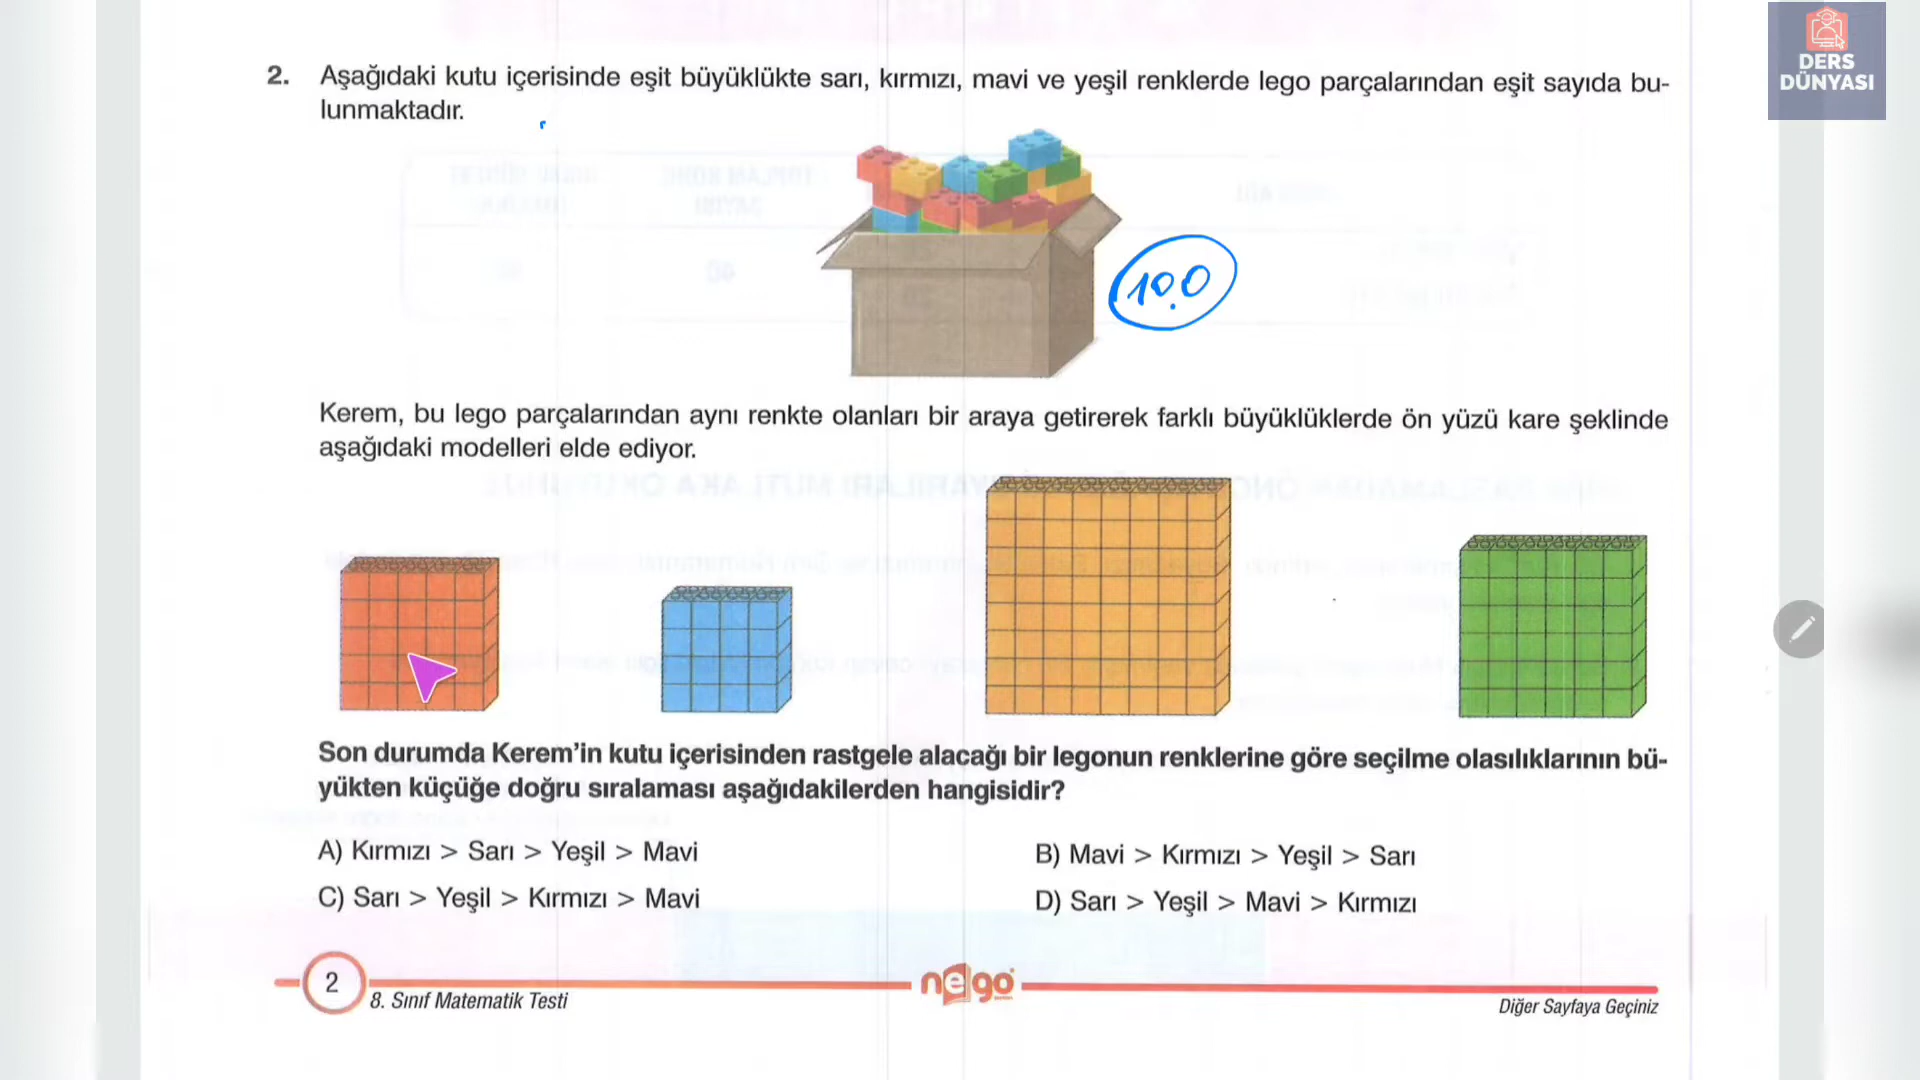 DERS
DÜNYASI
2. Aşağıdaki kutu içerisinde eşit büyüklükte sarı, kırmızı, mavi ve yeşil renklerde lego parçalarından eşit sayıda bu-
lunmaktadır.
100
Kerem, bu lego parçalarından aynı renkte olanları bir araya getirerek farklı büyüklüklerde ön yüzü kare şeklinde
aşağıdaki modelleri elde ediyor.
Son durumda Kerem'in kutu içerisinden rastgele alacağı bir legonun renklerine göre seçilme olasılıklarının bü-
yükten küçüğe doğru sıralaması aşağıdakilerden hangisidir?
A) Kırmızı > Sarı > Yeşil > Mavi
B) Mavi > Kırmızı > Yeşil > Sarı
C) Sarı > Yeşil > Kırmızı > Mavi
D) Sarı > Yeşil > Mavi > Kırmızı
2
8. Sınıf Matematik Testi
nego
Diğer Sayfaya Geçiniz